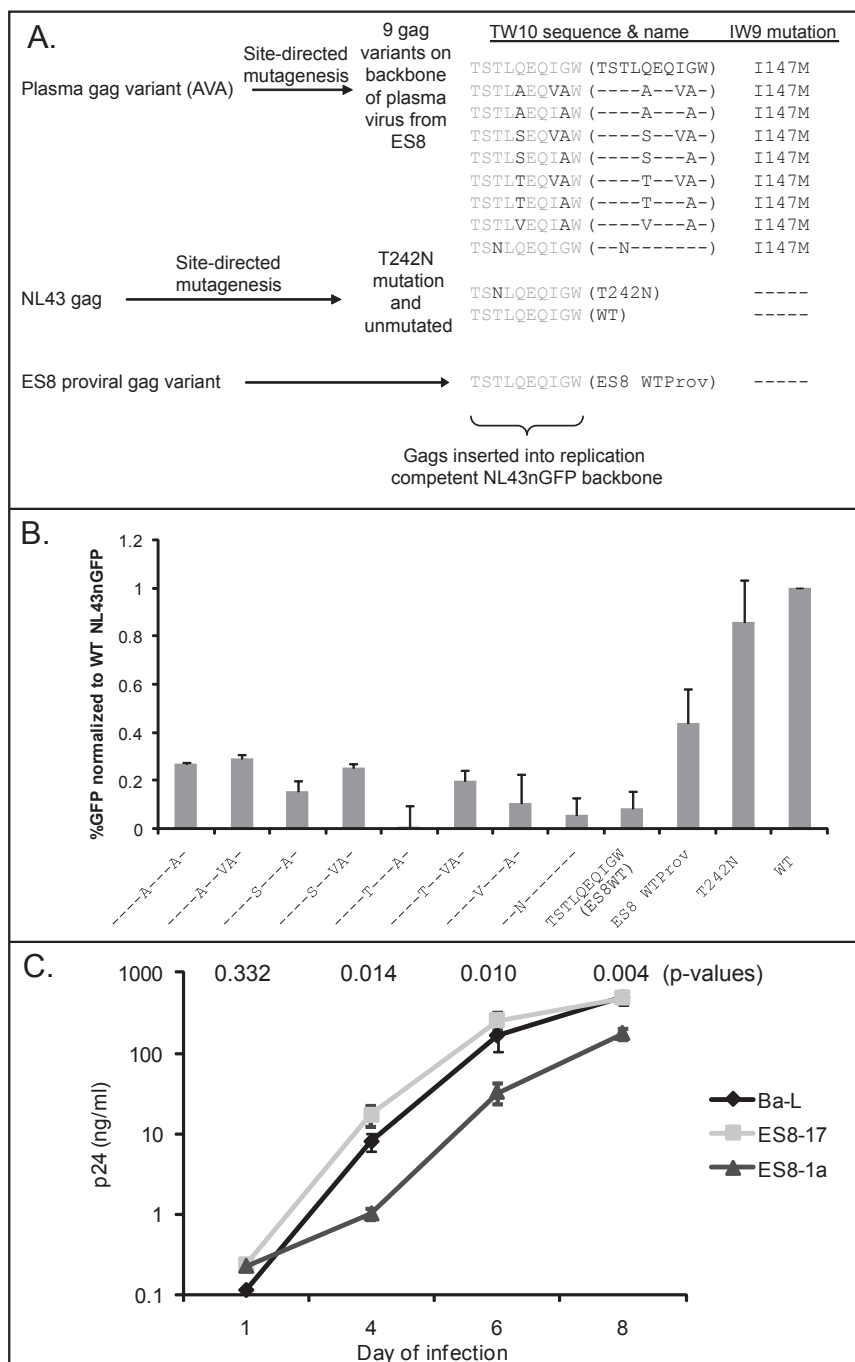 A.
Plasma gag variant (AVA)
Site-directed
mutagenesis
9 gag
variants on
backbone
of plasma
virus from
ES8
TW10 sequence & name
IW9 mutation
TSTLQEQIGW (TSTLQEQIGW) I147M
TSTLAEQVAW (----A--VA-) I147M
TSTLAEQIAW (----A---A-) I147M
TSTLSEQVAW (----S--VA-) I147M
TSTLSEQIAW (----S---A-) I147M
TSTLTEQVAW (----T--VA-) I147M
TSTLTEQIAW (----T---A-) I147M
TSTLVEQIAW (----V---A-) I147M
TSNLQEQIGW (--N-------) I147M
NL43 gag
Site-directed
mutagenesis
T242N
mutation
and
unmutated
TSNLQEQIGW (T242N) -----
TSTLQEQIGW (WT) -----
ES8 proviral gag variant
TSTLQEQIGW (ES8 WTProv) -----
Gags inserted into replication
competent NL43nGFP backbone
B.
%GFP normalized to WT NL43nGFP
1.2
1
0.8
0.6
0.4
0.2
0
----A---A-
----A--VA-
----S---A-
----S--VA-
----T---A-
----T--VA-
----V---A-
--N-------
TSTLQEQIGW
(ES8WT)
ES8 WTProv
T242N
WT
C.
0.332 0.014 0.010 0.004 (p-values)
p24 (ng/ml)
1000
100
10
1
0.1
1 4 6 8
Day of infection
Ba-L
ES8-17
ES8-1a